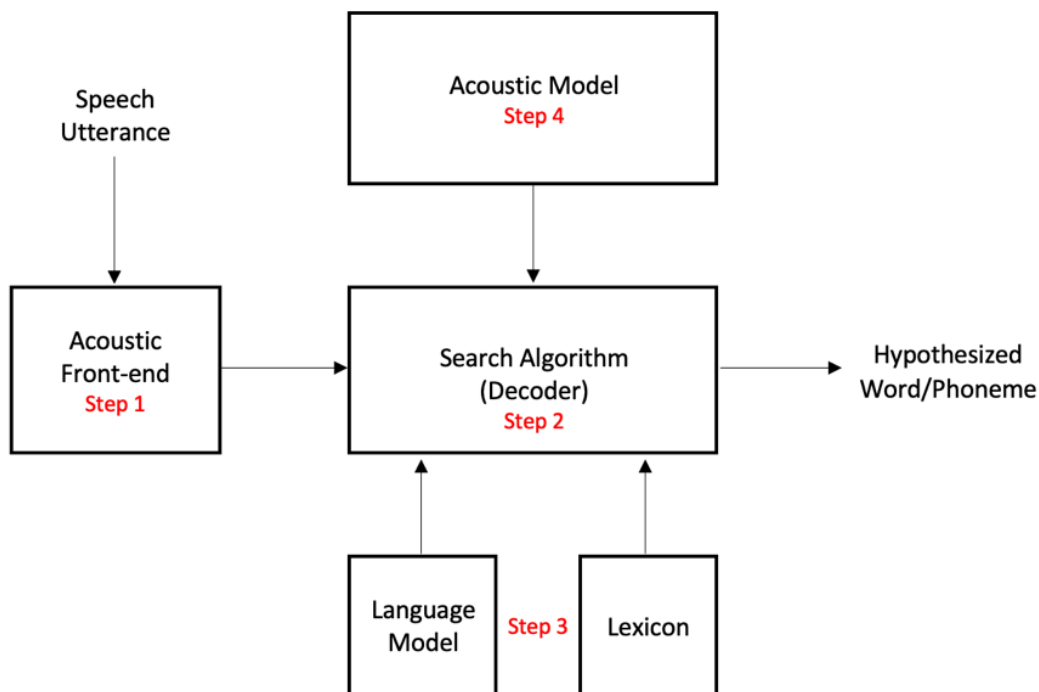 Acoustic Model
Step 4
Speech
Utterance
Acoustic
Front-end
Step 1
Search Algorithm
(Decoder)
Step 2
Hypothesized
Word/Phoneme
Language
Model
Step 3
Lexicon